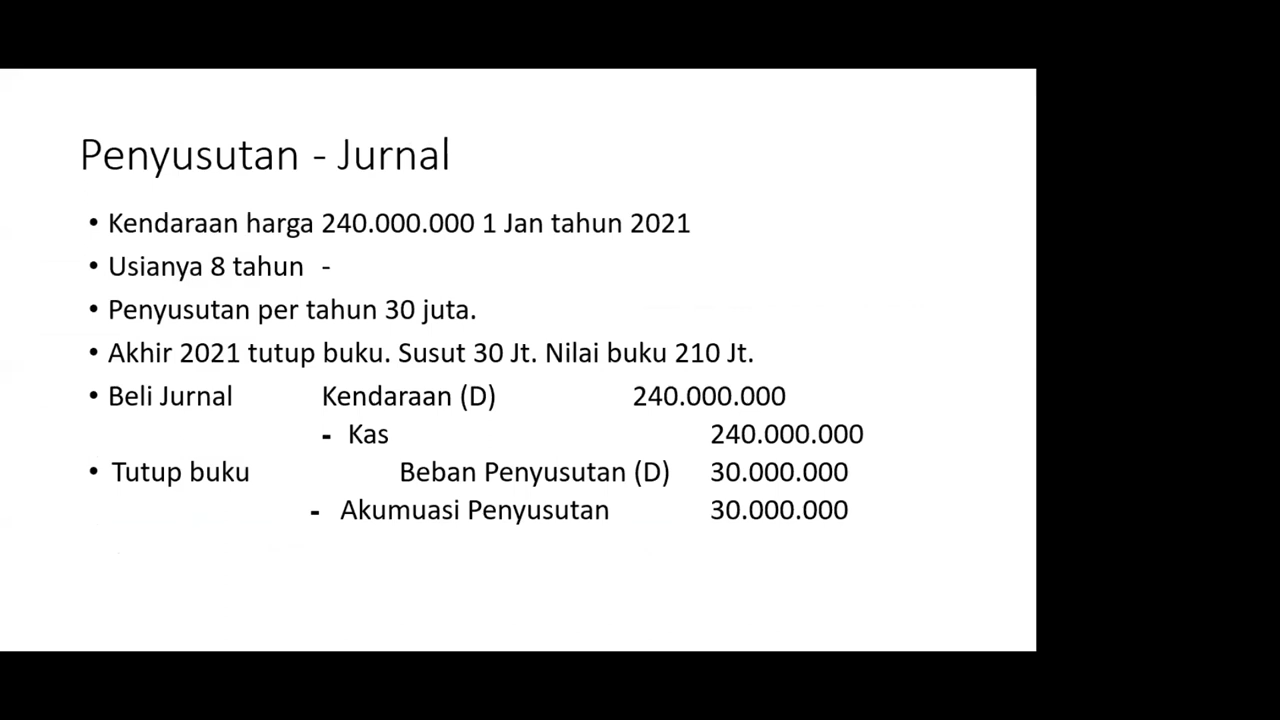 Penyusutan - Jurnal
• Kendaraan harga 240.000.000 1 Jan tahun 2021
• Usianya 8 tahun -
• Penyusutan per tahun 30 juta.
• Akhir 2021 tutup buku. Susut 30 Jt. Nilai buku 210 Jt.
• Beli Jurnal Kendaraan (D) 240.000.000
- Kas 240.000.000
• Tutup buku Beban Penyusutan (D) 30.000.000
- Akumuasi Penyusutan 30.000.000